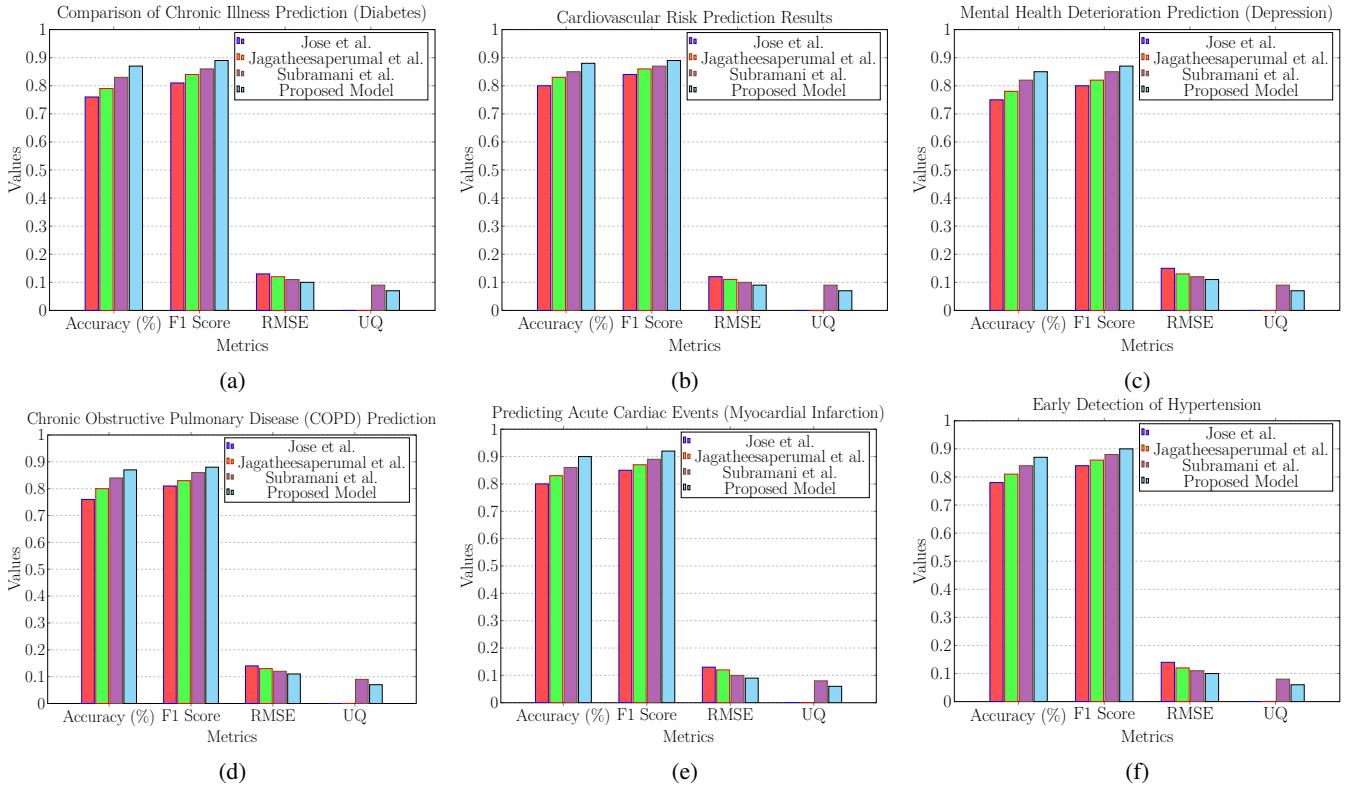 Comparison of Chronic Illness Prediction (Diabetes)
1
0.9
0.8
0.7
0.6
0.5
0.4
0.3
0.2
0.1
0
Values
Jose et al.
Jagatheesaperumal et al.
Subramani et al.
Proposed Model
Accuracy (%) F1 Score RMSE UQ
Metrics
(a)
Cardiovascular Risk Prediction Results
1
0.9
0.8
0.7
0.6
0.5
0.4
0.3
0.2
0.1
0
Values
Jose et al.
Jagatheesaperumal et al.
Subramani et al.
Proposed Model
Accuracy (%) F1 Score RMSE UQ
Metrics
(b)
Mental Health Deterioration Prediction (Depression)
1
0.9
0.8
0.7
0.6
0.5
0.4
0.3
0.2
0.1
0
Values
Jose et al.
Jagatheesaperumal et al.
Subramani et al.
Proposed Model
Accuracy (%) F1 Score RMSE UQ
Metrics
(c)
Chronic Obstructive Pulmonary Disease (COPD) Prediction
1
0.9
0.8
0.7
0.6
0.5
0.4
0.3
0.2
0.1
0
Values
Jose et al.
Jagatheesaperumal et al.
Subramani et al.
Proposed Model
Accuracy (%) F1 Score RMSE UQ
Metrics
(d)
Predicting Acute Cardiac Events (Myocardial Infarction)
1
0.9
0.8
0.7
0.6
0.5
0.4
0.3
0.2
0.1
0
Values
Jose et al.
Jagatheesaperumal et al.
Subramani et al.
Proposed Model
Accuracy (%) F1 Score RMSE UQ
Metrics
(e)
Early Detection of Hypertension
1
0.9
0.8
0.7
0.6
0.5
0.4
0.3
0.2
0.1
0
Values
Jose et al.
Jagatheesaperumal et al.
Subramani et al.
Proposed Model
Accuracy (%) F1 Score RMSE UQ
Metrics
(f)